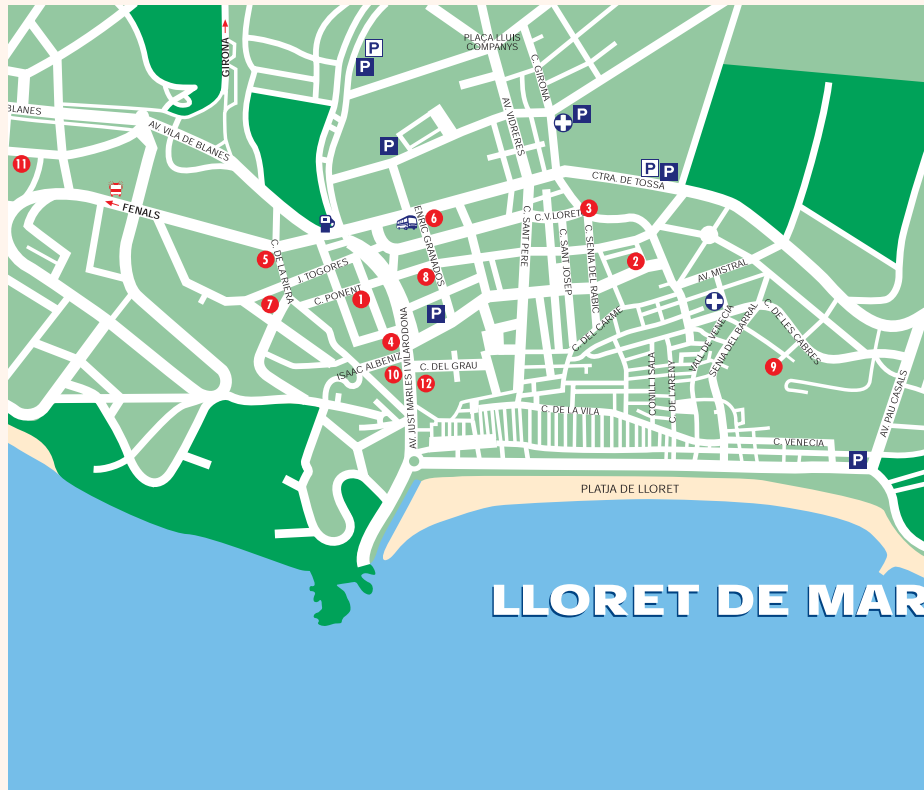 PLAÇA LLUIS
COMPANYS
P
P
GIRONA
C. GIRONA
BLANES
AV. VIDRERES
P
AV. VILA DE BLANES
P
11
P
P
CTRA. DE TOSSA
FENALS
ENRIC GRANADOS
6
C. V.LORET
3
C. SANT PERE
C. SANT JOSEP
C. SENIA DEL RABIC
5
C. DE LA RIERA
J. TOGORES
8
2
AV. MISTRAL
7
C. PONENT
1
P
C. DEL CARME
VALL DE VENECIA
SENIA DEL BARRAL
C. DE LES CABRES
4
ISAAC ALBENIZ
10
AV. JUST MARLES I VILARODONA
C. DEL GRAU
12
CONILL I SALA
C. DE L'ARENY
9
C. DE LA VILA
AV. PAU CASALS
C. VENECIA
P
PLATJA DE LLORET
LLORET DE MAR